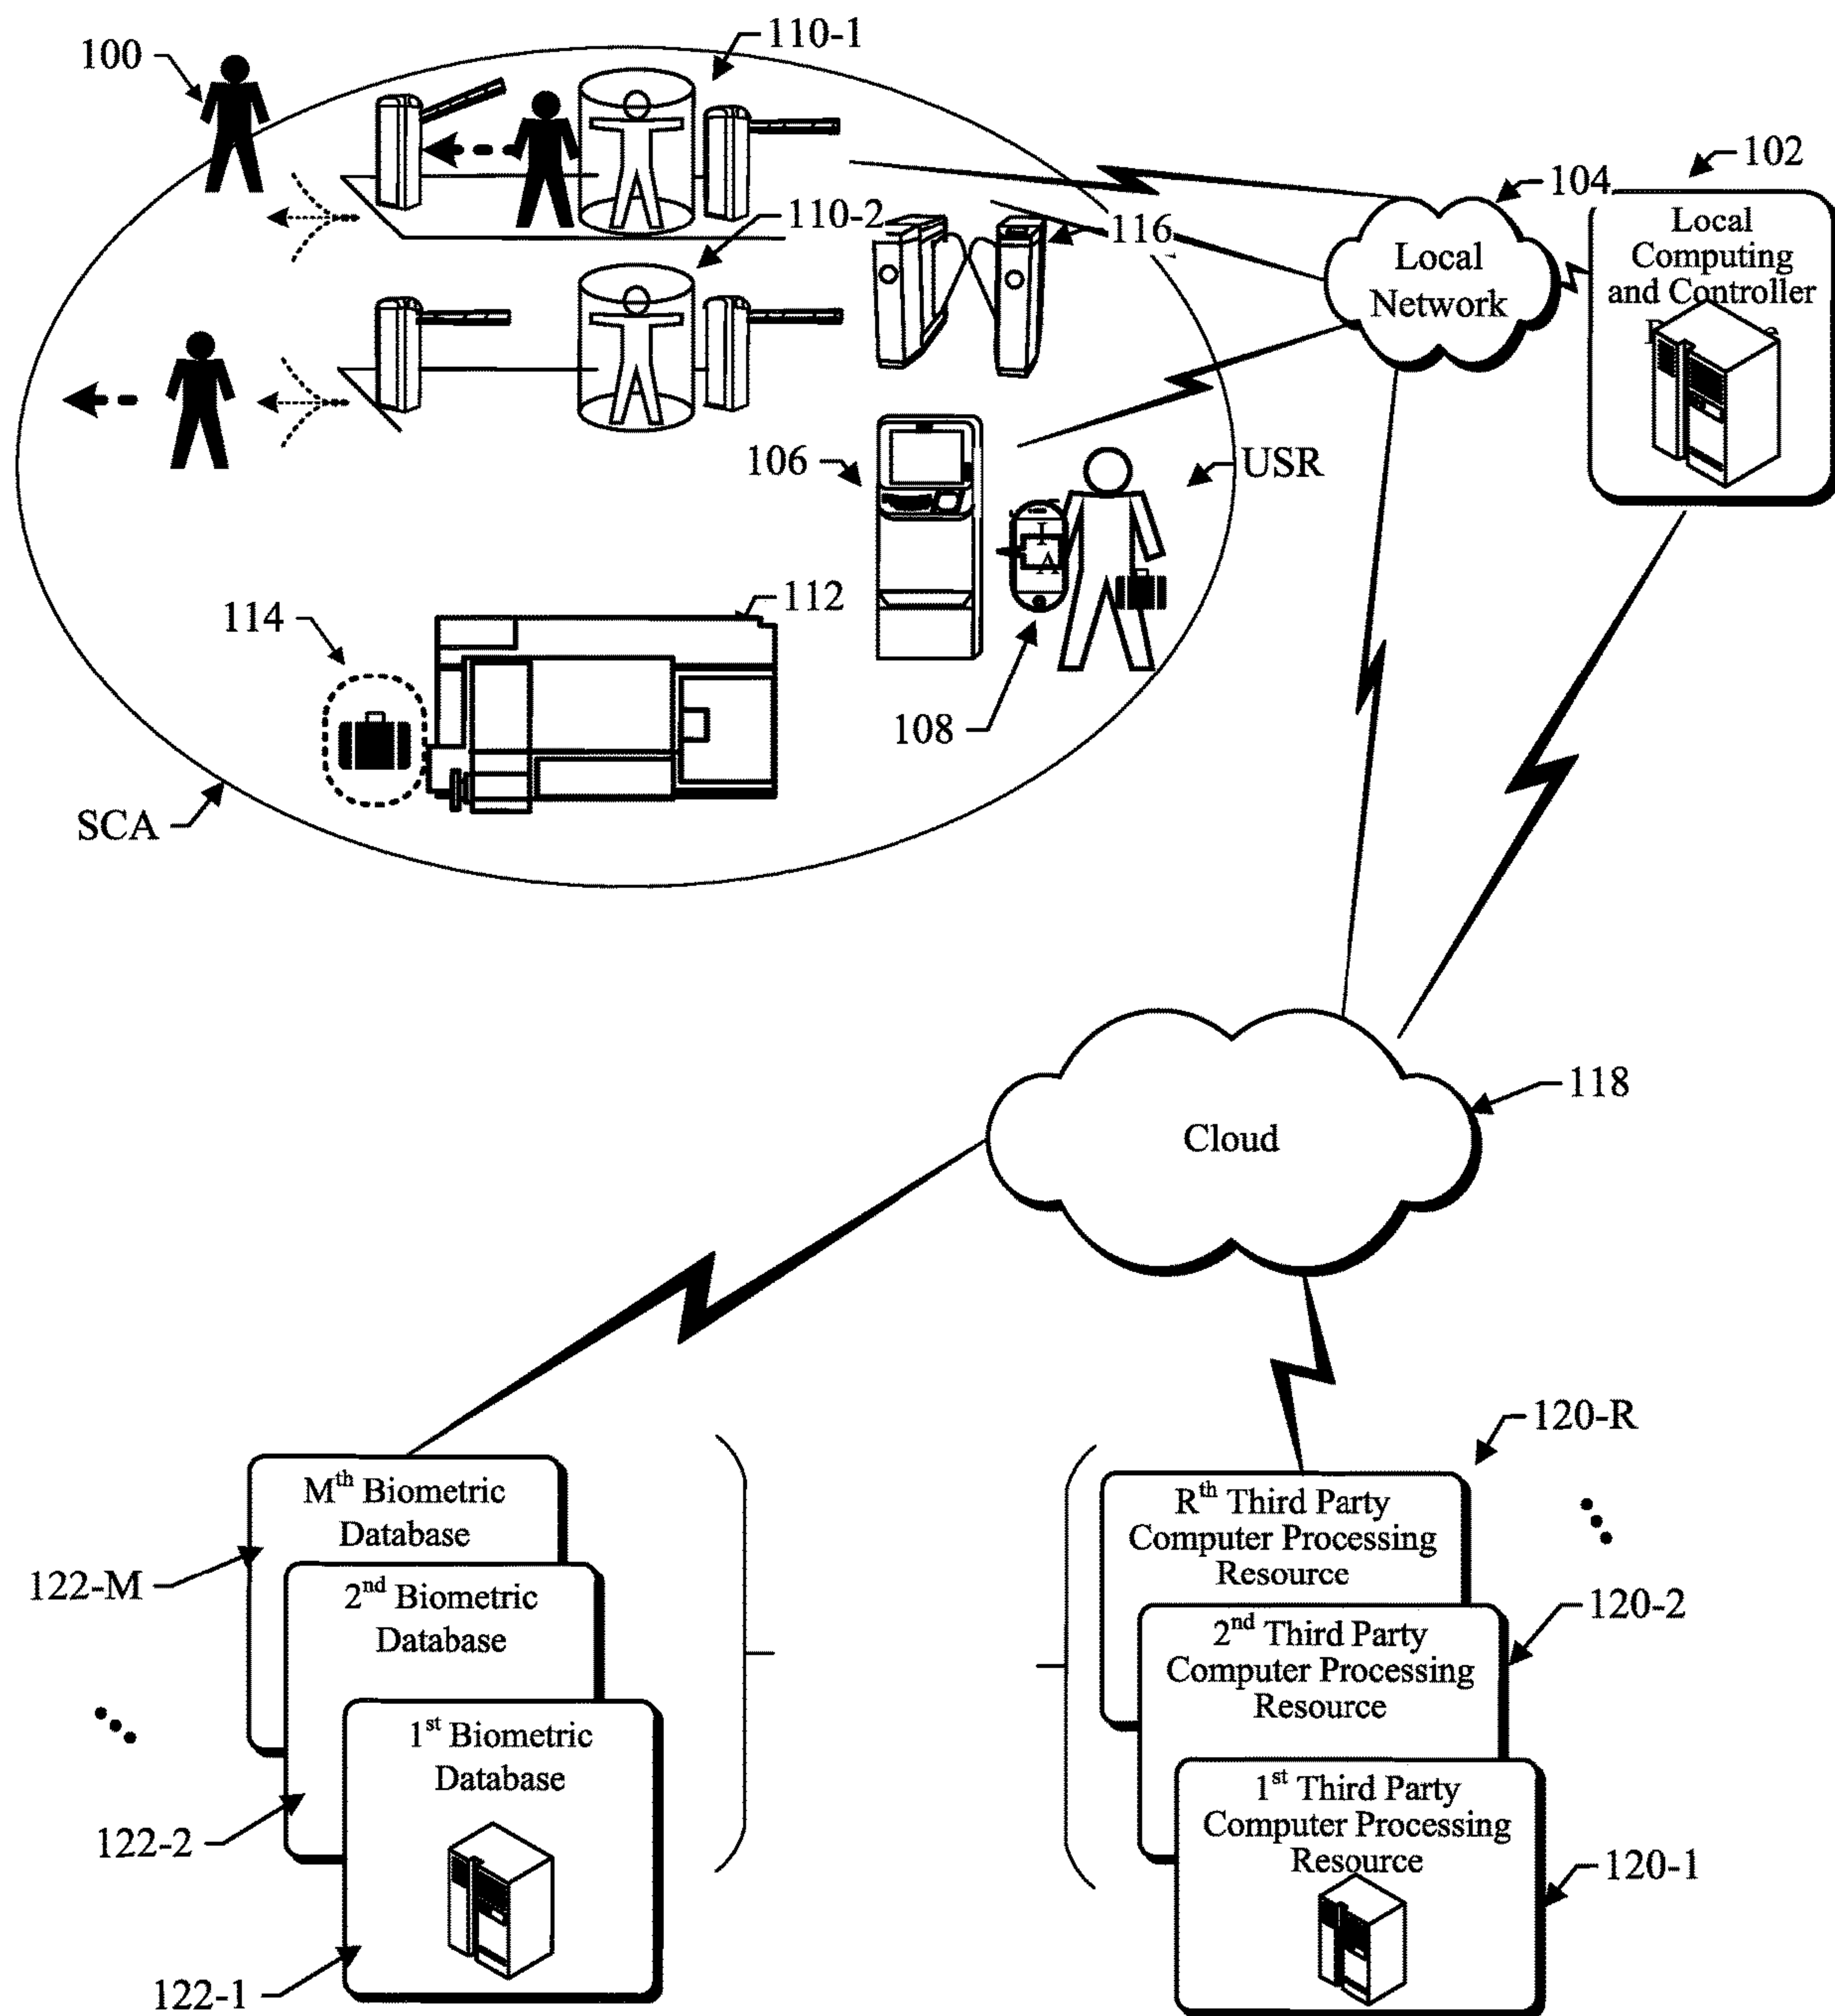 100
110-1
102
104
Local
Computing
and Controller
110-2
116
Local
Network
106
USR
I
A
114
112
108
SCA
118
Cloud
120-R
Mth Biometric
Database
Rth Third Party
Computer Processing
Resource
122-M
2nd Biometric
Database
120-2
2nd Third Party
Computer Processing
Resource
1st Biometric
Database
1st Third Party
Computer Processing
Resource
122-2
120-1
122-1